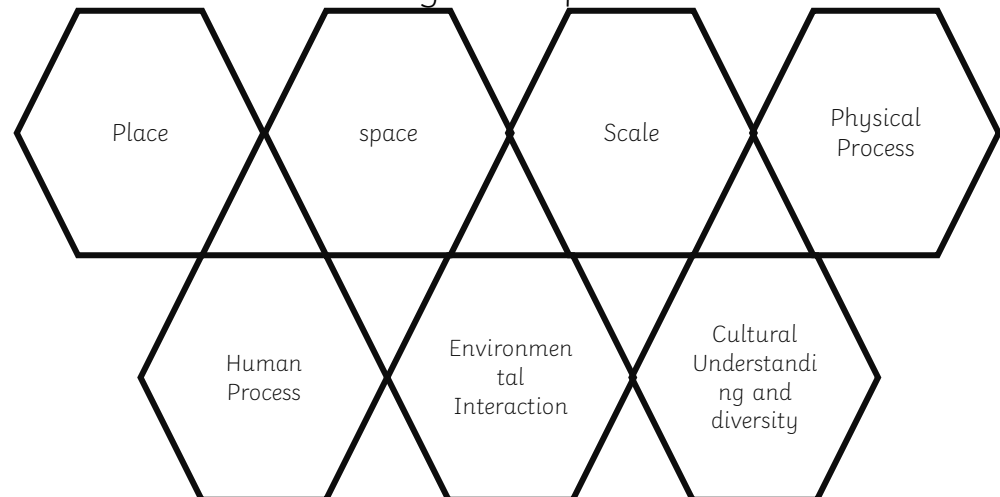 Place
space
Scale
Physical
Process
Human
Process
Environmen
tal
Interaction
Cultural
Understandi
ng and
diversity